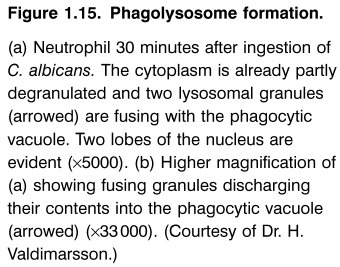 Figure 1.15. Phagolysosome formation.
(a) Neutrophil 30 minutes after ingestion of
C. albicans. The cytoplasm is already partly
degranulated and two lysosomal granules
(arrowed) are fusing with the phagocytic
vacuole. Two lobes of the nucleus are
evident (×5000). (b) Higher magnification of
(a) showing fusing granules discharging
their contents into the phagocytic vacuole
(arrowed) (×33 000). (Courtesy of Dr. H.
Valdimarsson.)